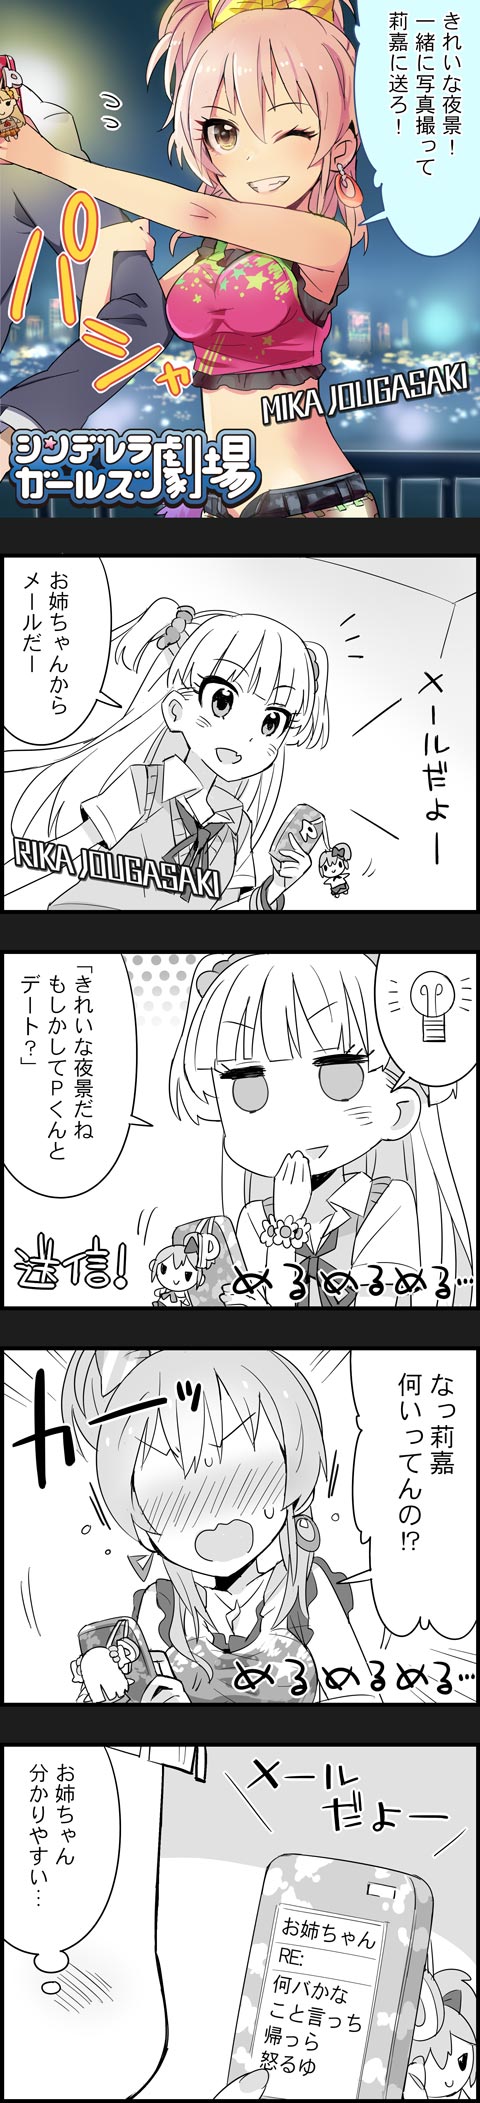 きれいな夜景！
一緒に写真撮って
莉嘉に送ろ！
パシャ
MIKA JOUGASAKI
シンデレラ
ガールズ劇場
メールだよー
お姉ちゃんから
メールだー
RIKA JOUGASAKI
「きれいな夜景だね
もしかしてPくんと
デート？」
送信！
めるめるめる…
なっ莉嘉
何いってんの!?
カーッ
めるめるめる…
メール
だよー
お姉ちゃん
RE:
何バかな
こと言っち
帰っら
怒るゆ
お姉ちゃん
分かりやすい…